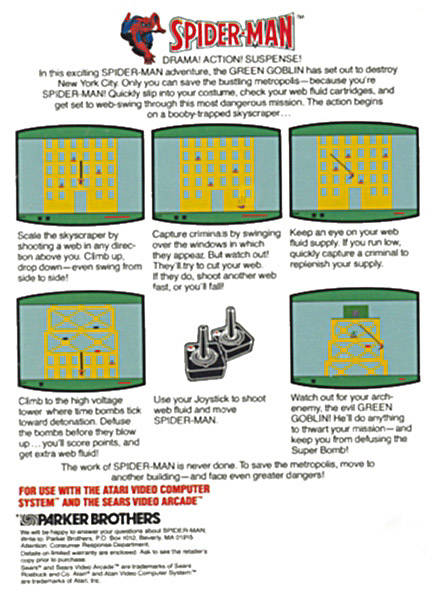 SPIDER-MAN™
DRAMA! ACTION! SUSPENSE!
In this exciting SPIDER-MAN adventure, the GREEN GOBLIN has set out to destroy
New York City. Only you can save the bustling metropolis—because you're
SPIDER-MAN! Quickly slip into your costume, check your web fluid cartridges, and
get set to web-swing through this most dangerous mission. The action begins
on a booby-trapped skyscraper...
Scale the skyscraper by
shooting a web in any direc-
tion above you. Climb up,
drop down—even swing from
side to side!
Capture criminals by swinging
over the windows in which
they appear. But watch out!
They'll try to cut your web.
If they do, shoot another web
fast, or you'll fall!
Keep an eye on your web
fluid supply. If you run low,
quickly capture a criminal to
replenish your supply.
Climb to the high voltage
tower where time bombs tick
toward detonation. Defuse
the bombs before they blow
up...you'll score points, and
get extra web fluid!
Use your Joystick to shoot
web fluid and move
SPIDER-MAN.
Watch out for your arch-
enemy, the evil GREEN
GOBLIN! He'll do anything
to thwart your mission—and
keep you from defusing the
Super Bomb!
The work of SPIDER-MAN is never done. To save the metropolis, move to
another building—and face even greater dangers!
FOR USE WITH THE ATARI VIDEO COMPUTER
SYSTEM™ AND THE SEARS VIDEO ARCADE™
PARKER BROTHERS
We will be happy to answer your questions about SPIDER-MAN.
Write to: Parker Brothers, P.O. Box 1012, Beverly, MA 01915
Attention: Consumer Response Department.
Details on limited warranty are enclosed. Ask to see the retailer's
copy prior to purchase.
Sears® and Sears Video Arcade™ are trademarks of Sears
Roebuck and Co. Atari® and Atari Video Computer System™
are trademarks of Atari, Inc.